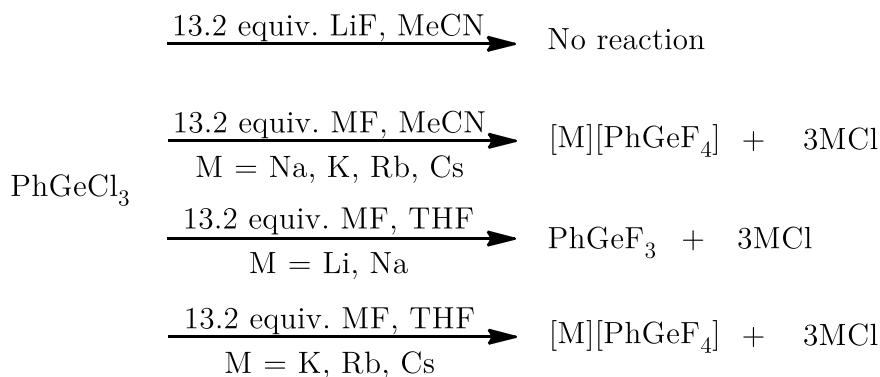 13.2 equiv. LiF, MeCN
No reaction
13.2 equiv. MF, MeCN
M = Na, K, Rb, Cs
[M][PhGeF₄] + 3MCl
PhGeCl₃
13.2 equiv. MF, THF
M = Li, Na
PhGeF₃ + 3MCl
13.2 equiv. MF, THF
M = K, Rb, Cs
[M][PhGeF₄] + 3MCl